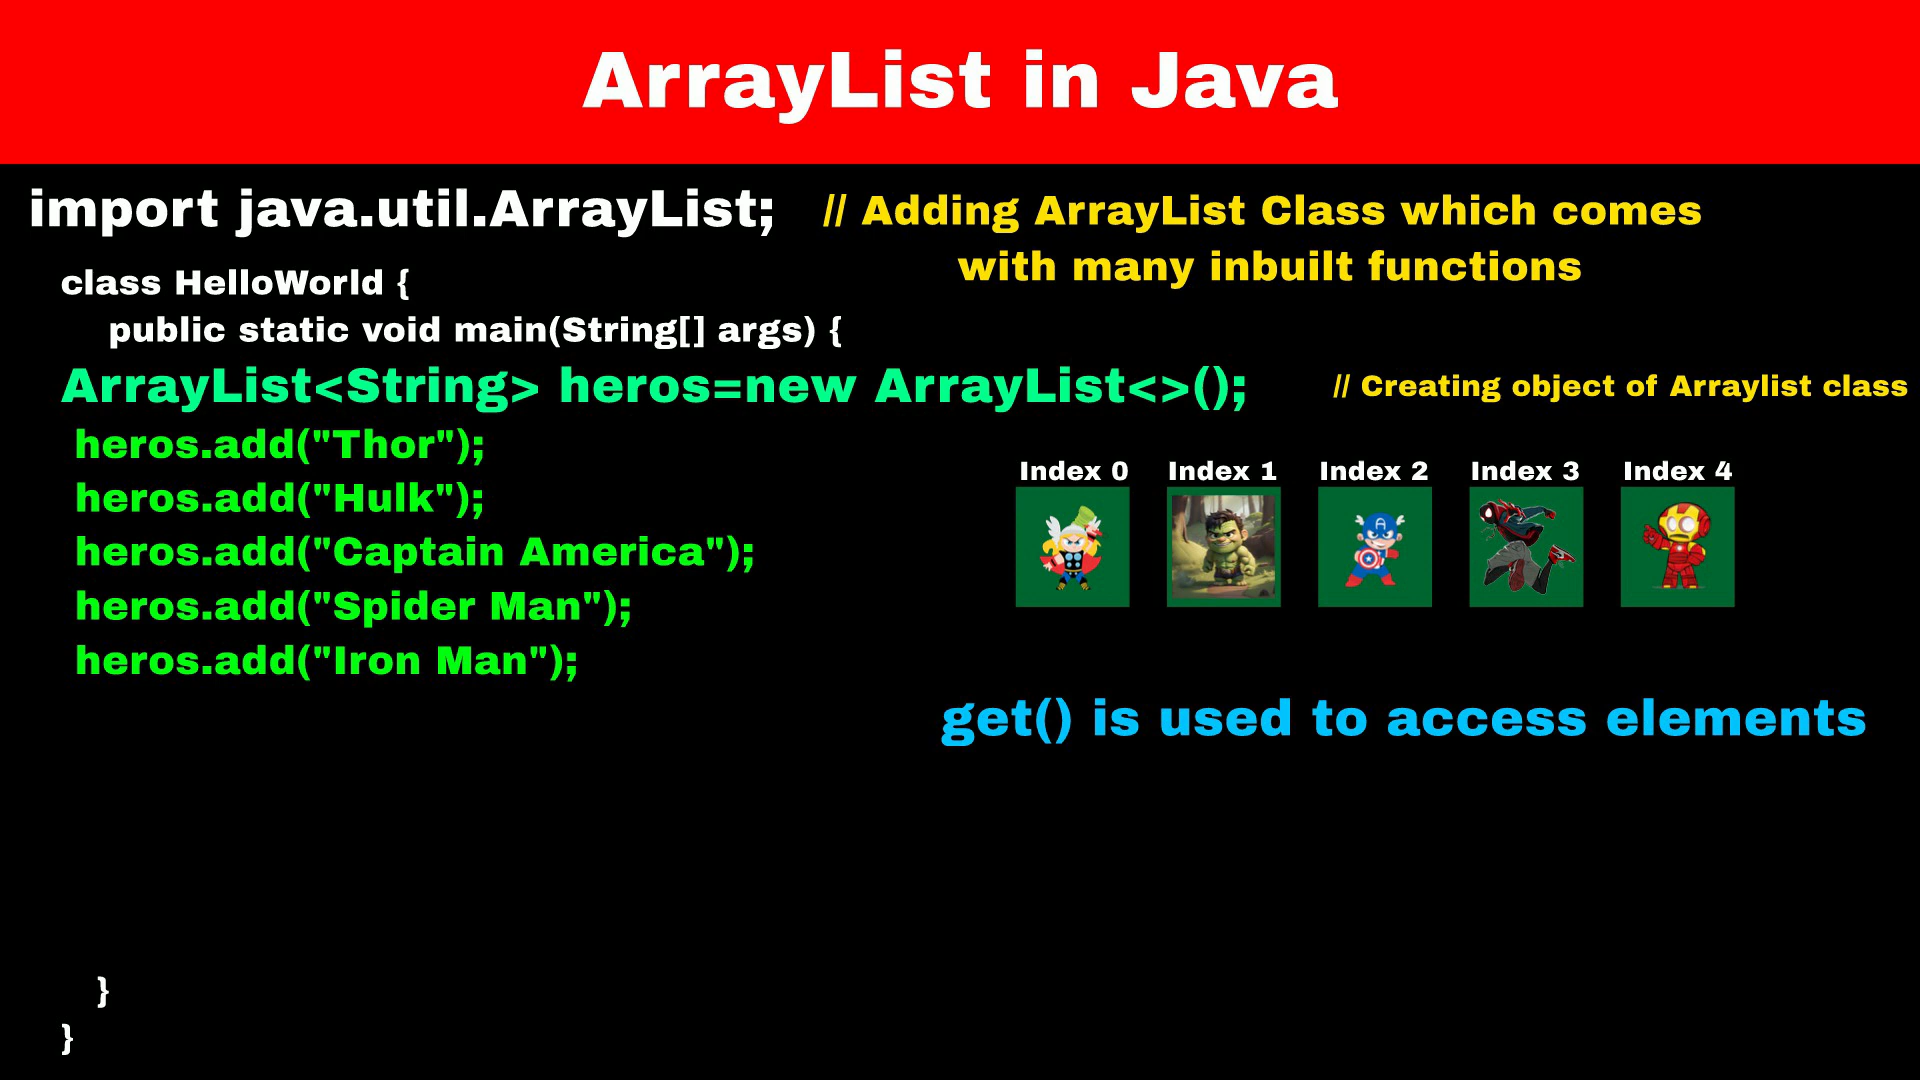 ArrayList in Java
import java.util.ArrayList; // Adding ArrayList Class which comes
with many inbuilt functions
class HelloWorld {
public static void main(String[] args) {
ArrayList<String> heros=new ArrayList<>(); // Creating object of Arraylist class
heros.add("Thor");
heros.add("Hulk");
heros.add("Captain America");
heros.add("Spider Man");
heros.add("Iron Man");
Index 0 Index 1 Index 2 Index 3 Index 4
A
get() is used to access elements
}
}